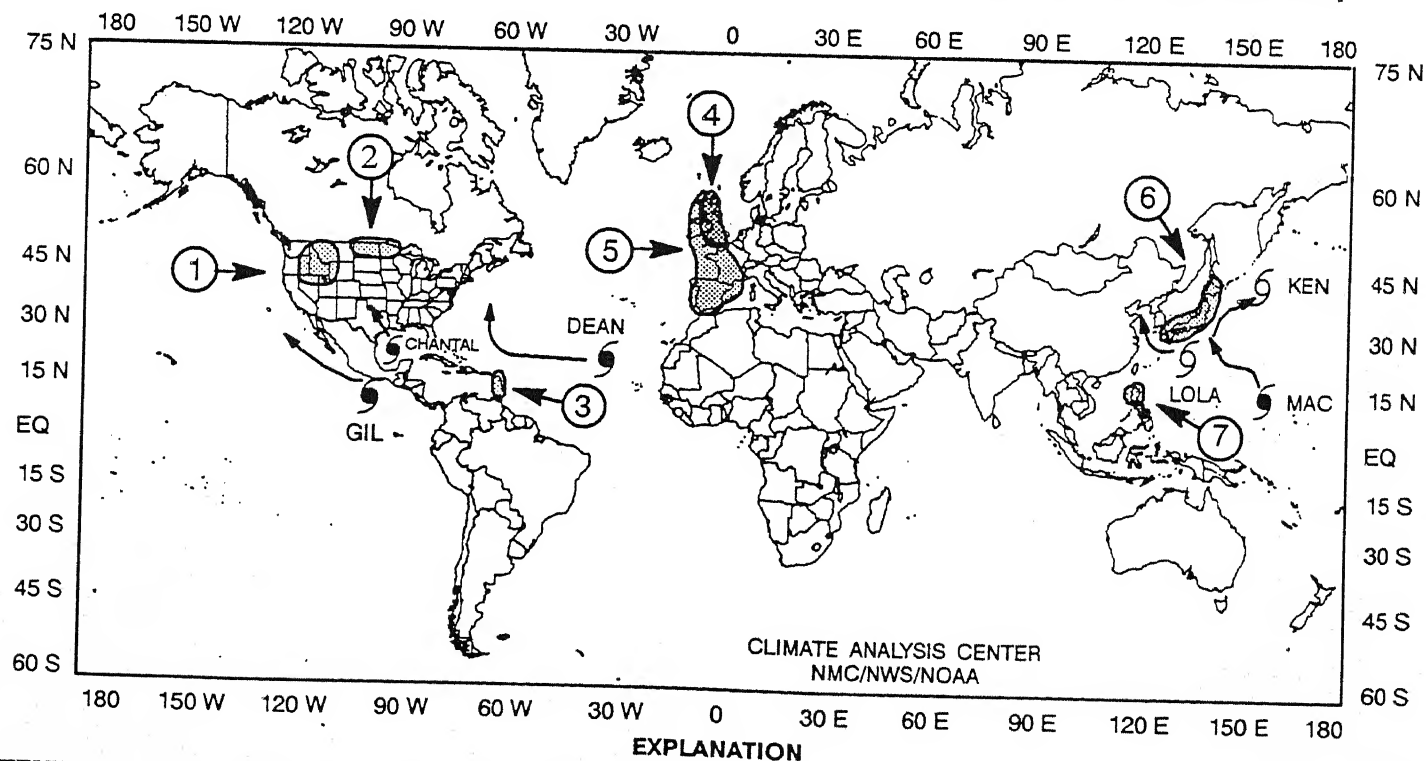 180 150 W 120 W 90 W 60 W 30 W 0 30 E 60 E 90 E 120 E 150 E 180
75 N 75 N
4
60 N 2 60 N
6
45 N 5 45 N
1 KEN
30 N DEAN 30 N
CHANTAL
15 N 3 LOLA MAC 15 N
GIL 7
EQ EQ
15 S 15 S
30 S 30 S
45 S 45 S
CLIMATE ANALYSIS CENTER
NMC/NWS/NOAA
60 S 60 S
180 150 W 120 W 90 W 60 W 30 W 0 30 E 60 E 90 E 120 E 150 E 180
EXPLANATION